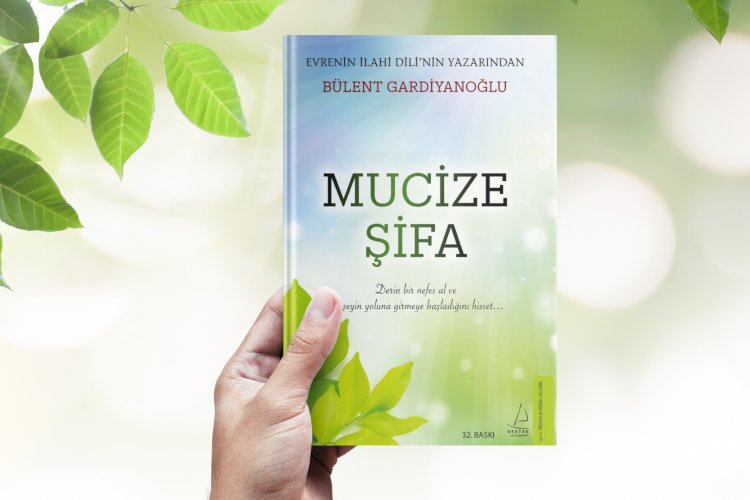 EVRENİN İLAHİ DİLİ'NİN YAZARINDAN
BÜLENT GARDİYANOĞLU
MUCİZE
ŞİFA
Derin bir nefes al ve
şeyin yoluna girmeye başladığını hisset...
32. BASKI
DESTEK